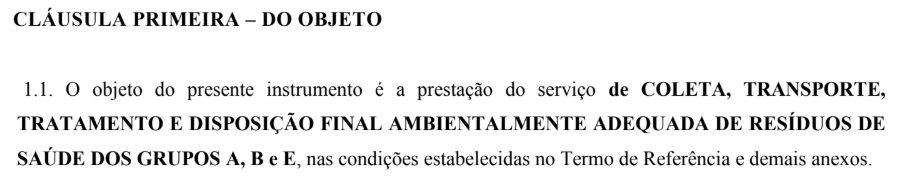 CLÁUSULA PRIMEIRA – DO OBJETO
1.1. O objeto do presente instrumento é a prestação do serviço de COLETA, TRANSPORTE,
TRATAMENTO E DISPOSIÇÃO FINAL AMBIENTALMENTE ADEQUADA DE RESÍDUOS DE
SAÚDE DOS GRUPOS A, B e E, nas condições estabelecidas no Termo de Referência e demais anexos.